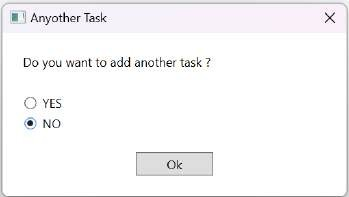 Anyother Task
Do you want to add another task ?
YES
NO
Ok